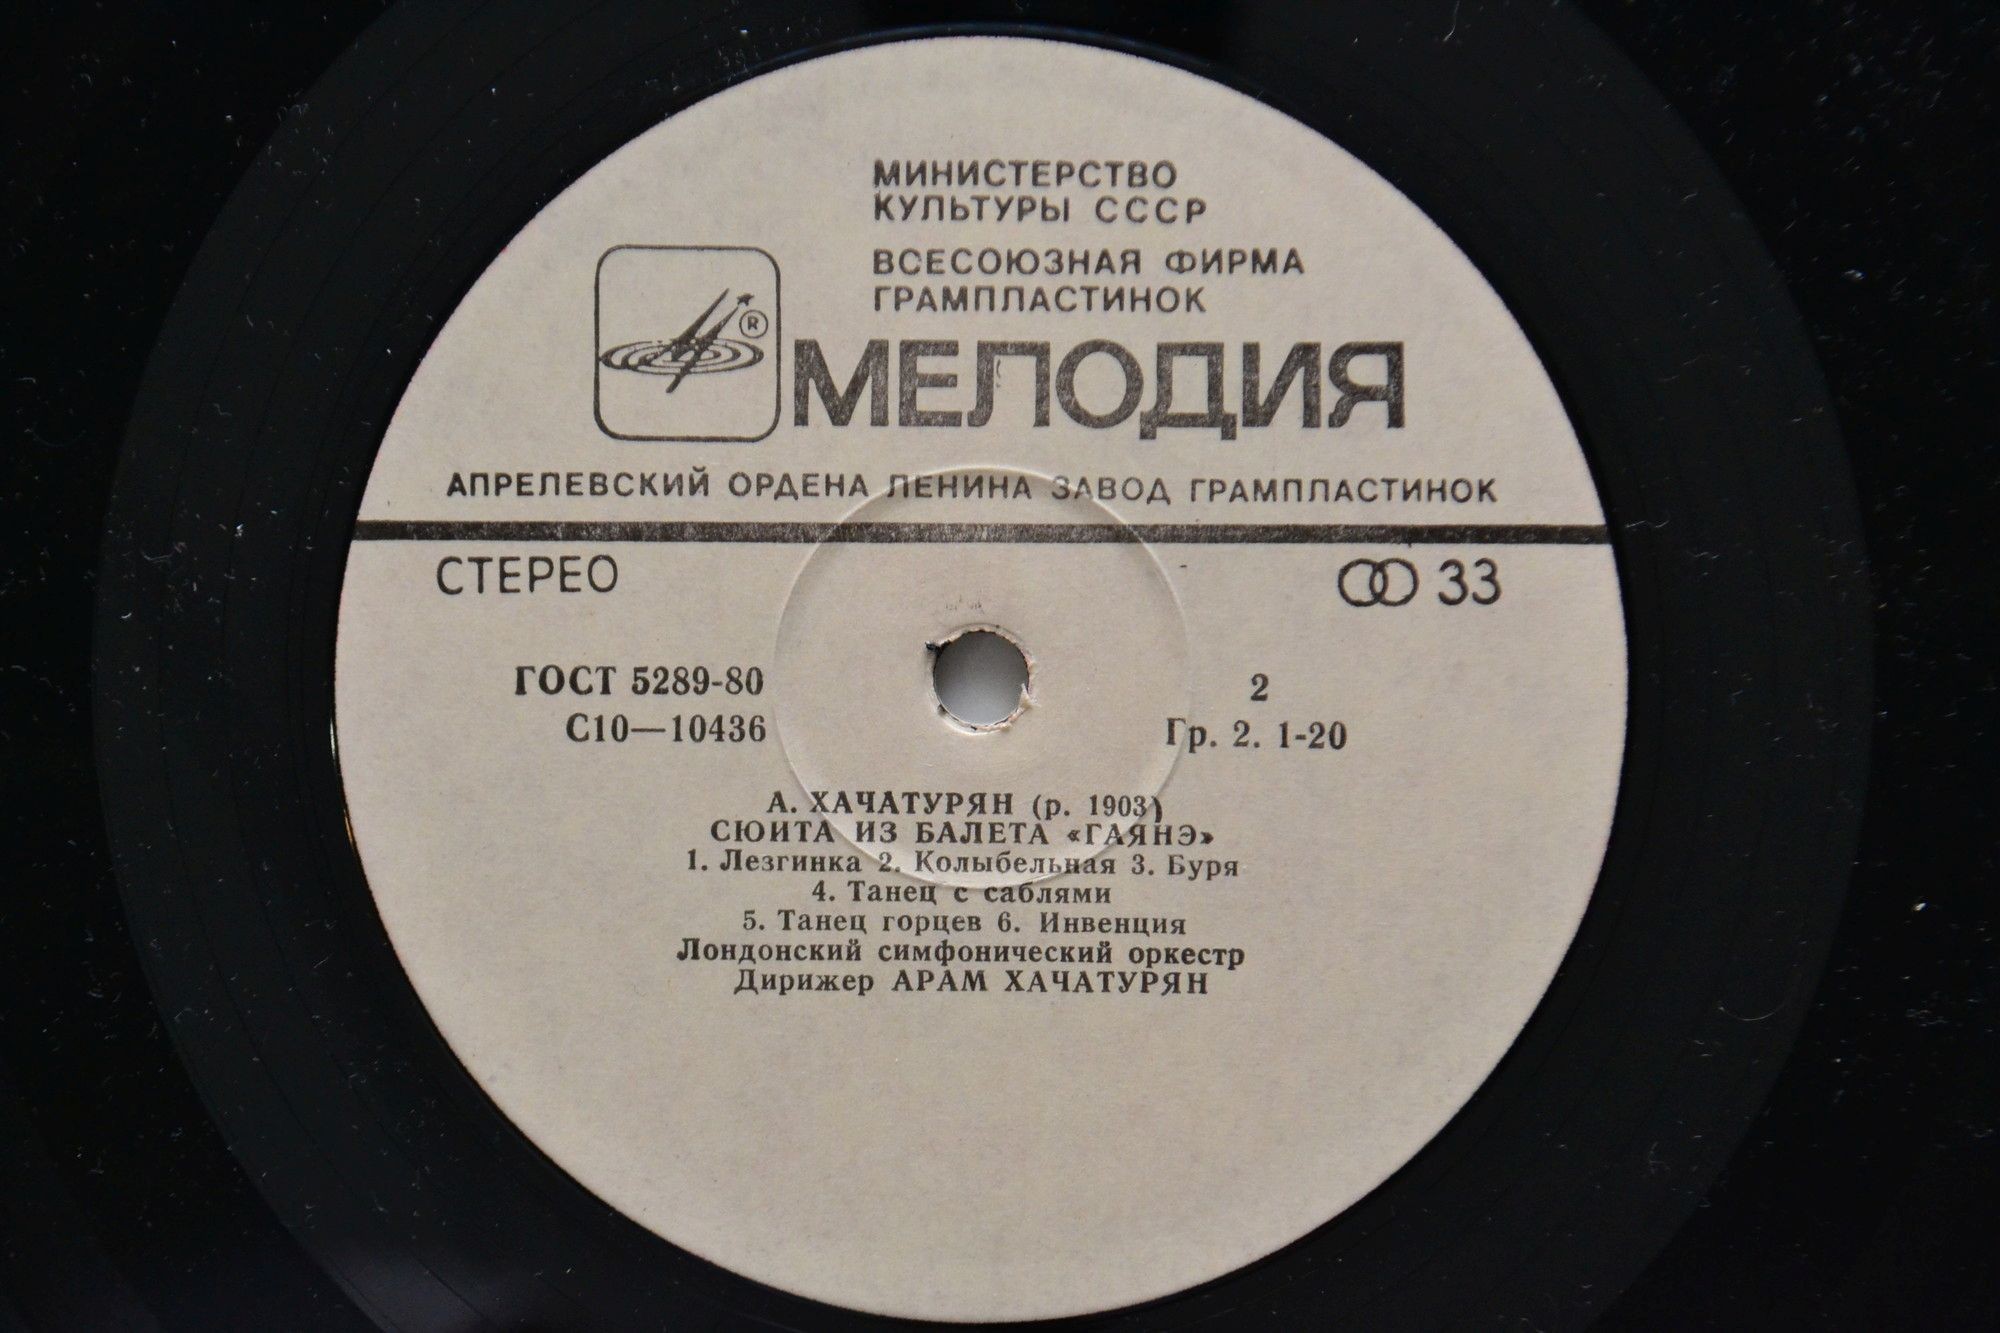 МИНИСТЕРСТВО
КУЛЬТУРЫ СССР
ВСЕСОЮЗНАЯ ФИРМА
ГРАМПЛАСТИНОК
®
МЕЛОДИЯ
АПРЕЛЕВСКИЙ ОРДЕНА ЛЕНИНА ЗАВОД ГРАМПЛАСТИНОК
СТЕРЕО 33
ГОСТ 5289-80 2
С10—10436 Гр. 2. 1-20
А. ХАЧАТУРЯН (р. 1903)
СЮИТА ИЗ БАЛЕТА «ГАЯНЭ»
1. Лезгинка 2. Колыбельная 3. Буря
4. Танец с саблями
5. Танец горцев 6. Инвенция
Лондонский симфонический оркестр
Дирижер АРАМ ХАЧАТУРЯН